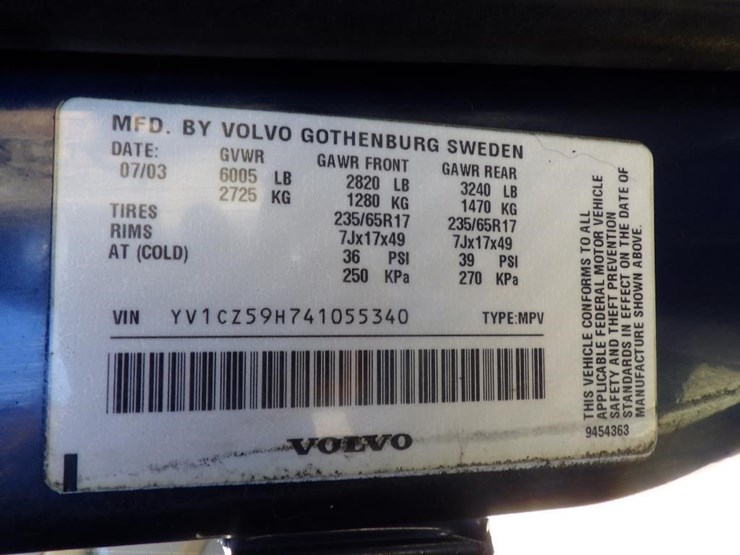 MFD. BY VOLVO GOTHENBURG SWEDEN
DATE: GVWR GAWR FRONT GAWR REAR
07/03 6005 LB 2820 LB 3240 LB
2725 KG 1280 KG 1470 KG
TIRES 235/65R17 235/65R17
RIMS 7Jx17x49 7Jx17x49
AT (COLD) 36 PSI 39 PSI
250 KPa 270 KPa
VIN YV1CZ59H741055340 TYPE:MPV
VOLVO
THIS VEHICLE CONFORMS TO ALL
APPLICABLE FEDERAL MOTOR VEHICLE
SAFETY AND THEFT PREVENTION
STANDARDS IN EFFECT ON THE DATE OF
MANUFACTURE SHOWN ABOVE.
9454363